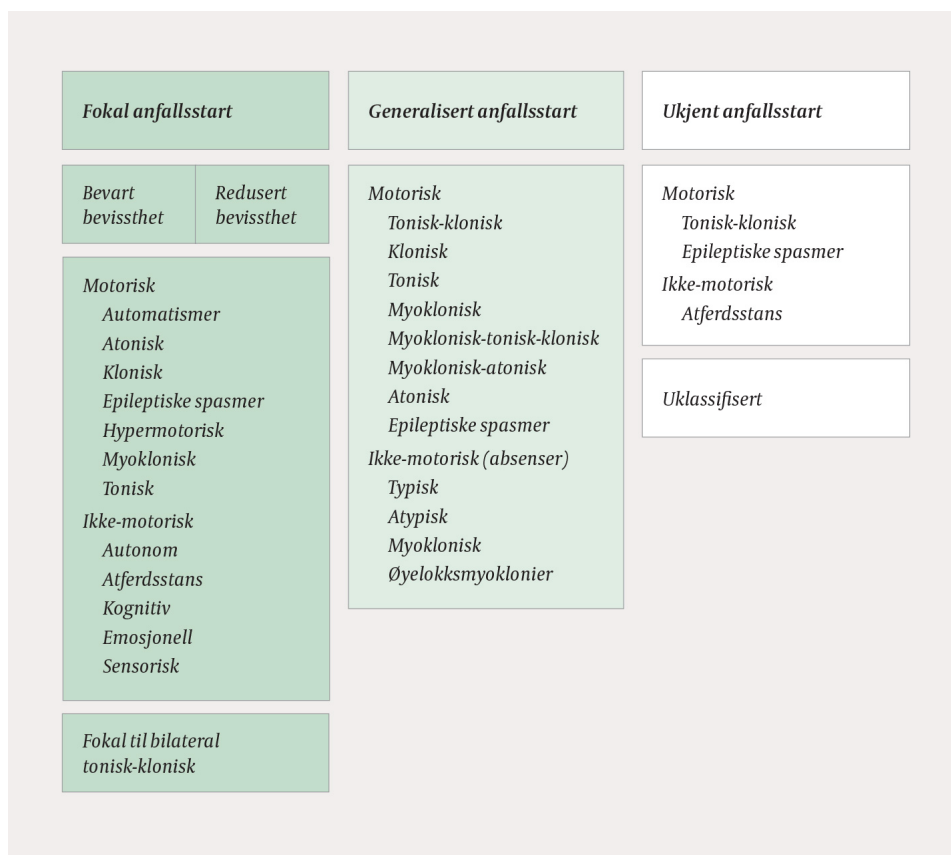 Fokal anfallsstart
Bevart
bevissthet
Redusert
bevissthet
Motorisk
Automatismer
Atonisk
Klonisk
Epileptiske spasmer
Hypermotorisk
Myoklonisk
Tonisk
Ikke-motorisk
Autonom
Atferdsstans
Kognitiv
Emosjonell
Sensorisk
Fokal til bilateral
tonisk-klonisk
Generalisert anfallsstart
Motorisk
Tonisk-klonisk
Klonisk
Tonisk
Myoklonisk
Myoklonisk-tonisk-klonisk
Myoklonisk-atonisk
Atonisk
Epileptiske spasmer
Ikke-motorisk (absenser)
Typisk
Atypisk
Myoklonisk
Øyelokksmyoklonier
Ukjent anfallsstart
Motorisk
Tonisk-klonisk
Epileptiske spasmer
Ikke-motorisk
Atferdsstans
Uklassifisert